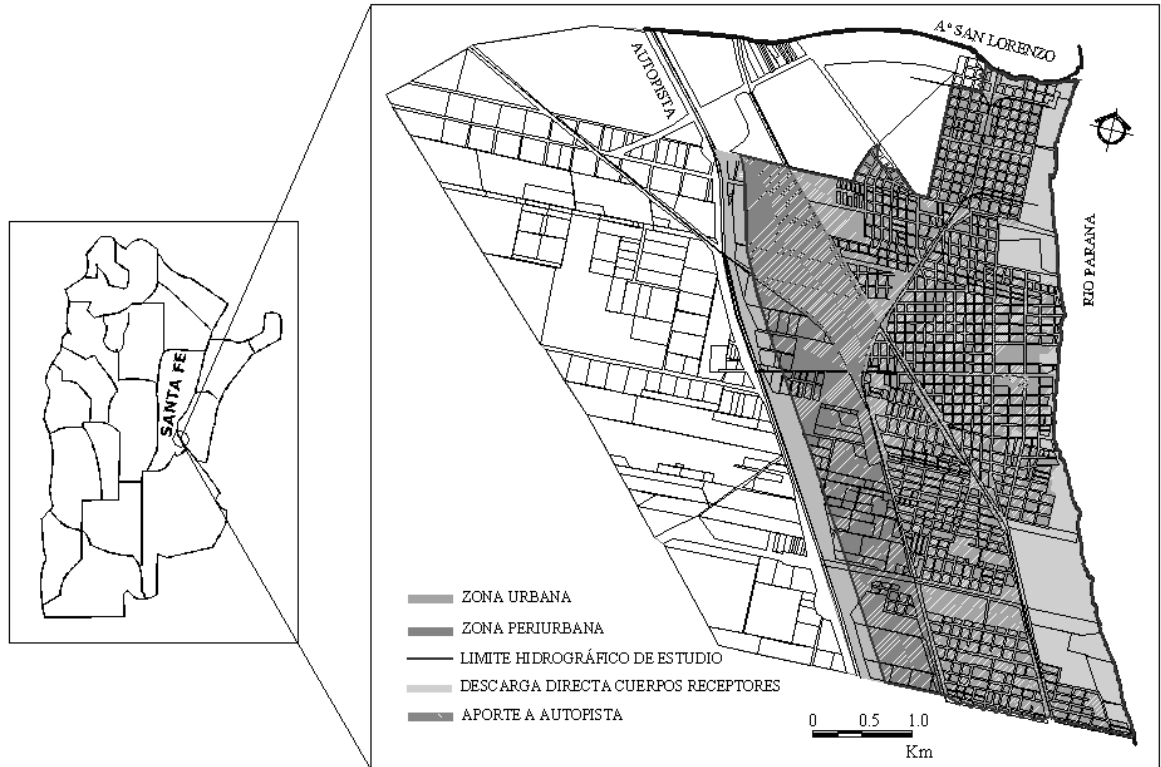 SANTA FE
Aº SAN LORENZO
AUTOPISTA
RIO PARANA
ZONA URBANA
ZONA PERIURBANA
LIMITE HIDROGRÁFICO DE ESTUDIO
DESCARGA DIRECTA CUERPOS RECEPTORES
APORTE A AUTOPISTA
0 0.5 1.0
Km